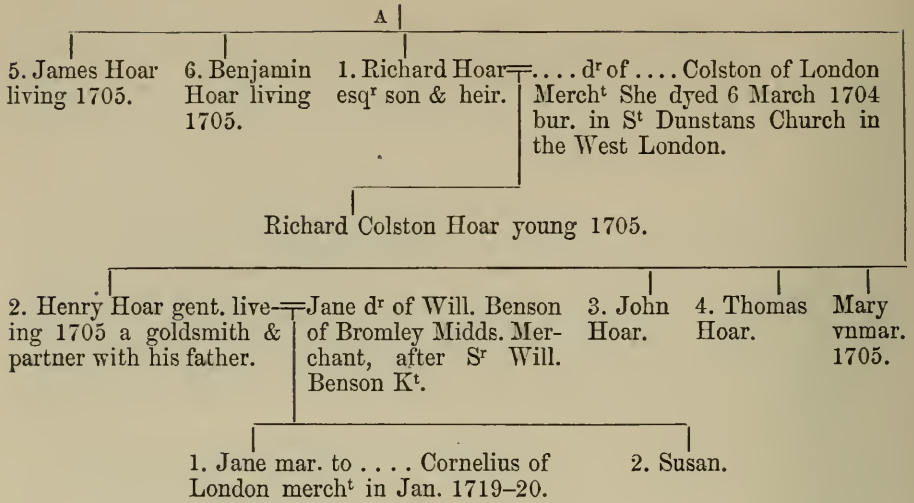 A
5. James Hoar
living 1705.
6. Benjamin
Hoar living
1705.
1. Richard Hoar
esqʳ son & heir.
. . . . dʳ of . . . . Colston of London
Merchᵗ She dyed 6 March 1704
bur. in Sᵗ Dunstans Church in
the West London.
Richard Colston Hoar young 1705.
2. Henry Hoar gent. live-
ing 1705 a goldsmith &
partner with his father.
Jane dʳ of Will. Benson
of Bromley Midds. Mer-
chant, after Sʳ Will.
Benson Kᵗ.
3. John
Hoar.
4. Thomas
Hoar.
Mary
vnmar.
1705.
1. Jane mar. to . . . . Cornelius of
London merchᵗ in Jan. 1719–20.
2. Susan.